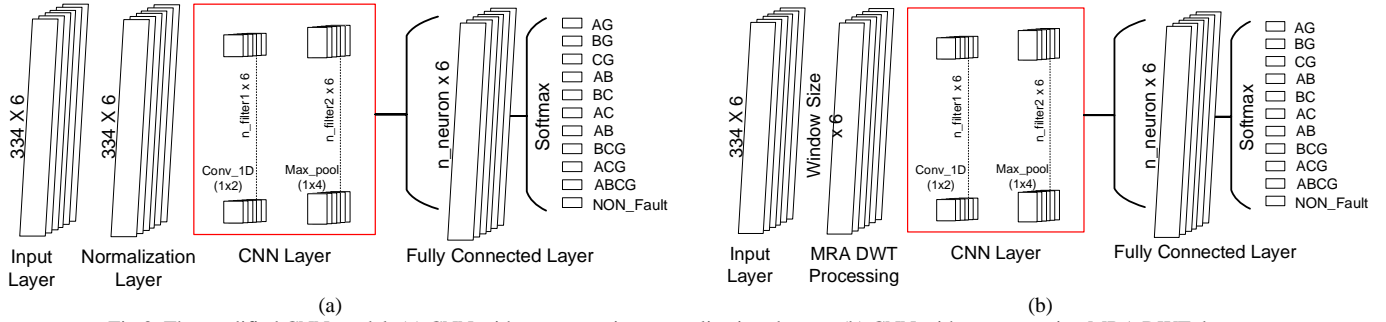 334 X 6
334 X 6
n_filter1 x 6
n_filter2 x 6
Conv_1D
(1x2)
Max_pool
(1x4)
n_neuron x 6
Softmax
AG
BG
CG
AB
BC
AC
AB
BCG
ACG
ABCG
NON_Fault
Input
Layer
Normalization
Layer
CNN Layer
Fully Connected Layer
(a)
334 X 6
Window Size
x 6
n_filter1 x 6
n_filter2 x 6
Conv_1D
(1x2)
Max_pool
(1x4)
n_neuron x 6
Softmax
AG
BG
CG
AB
BC
AC
AB
BCG
ACG
ABCG
NON_Fault
Input
Layer
MRA DWT
Processing
CNN Layer
Fully Connected Layer
(b)